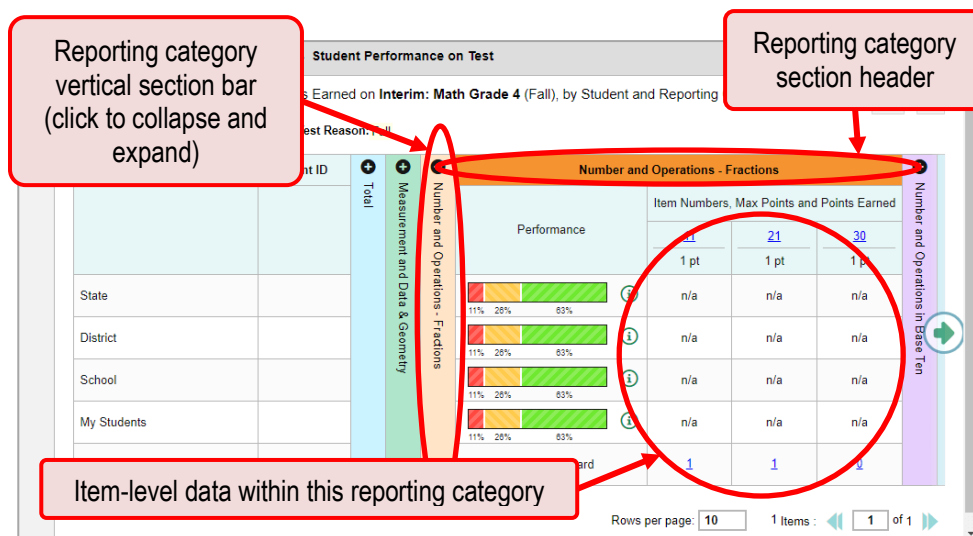 Reporting category
vertical section bar
(click to collapse and
expand)
Reporting category
section header
Student Performance on Test
Earned on Interim: Math Grade 4 (Fall), by Student and Reporting
Test Reason:
ID
Total
Measurement and Data & Geometry
Number and Operations - Fractions
Number and Operations - Fractions
Number and Operations in Base Ten
Performance
Item Numbers, Max Points and Points Earned
21 30
1 pt 1 pt 1 pt
State 11% 26% 63% n/a n/a n/a
District 11% 26% 63% n/a n/a n/a
School 11% 26% 63% n/a n/a n/a
My Students 11% 26% 63% n/a n/a n/a
1 1 0
Item-level data within this reporting category
Rows per page: 10 1 Items : 1 of 1